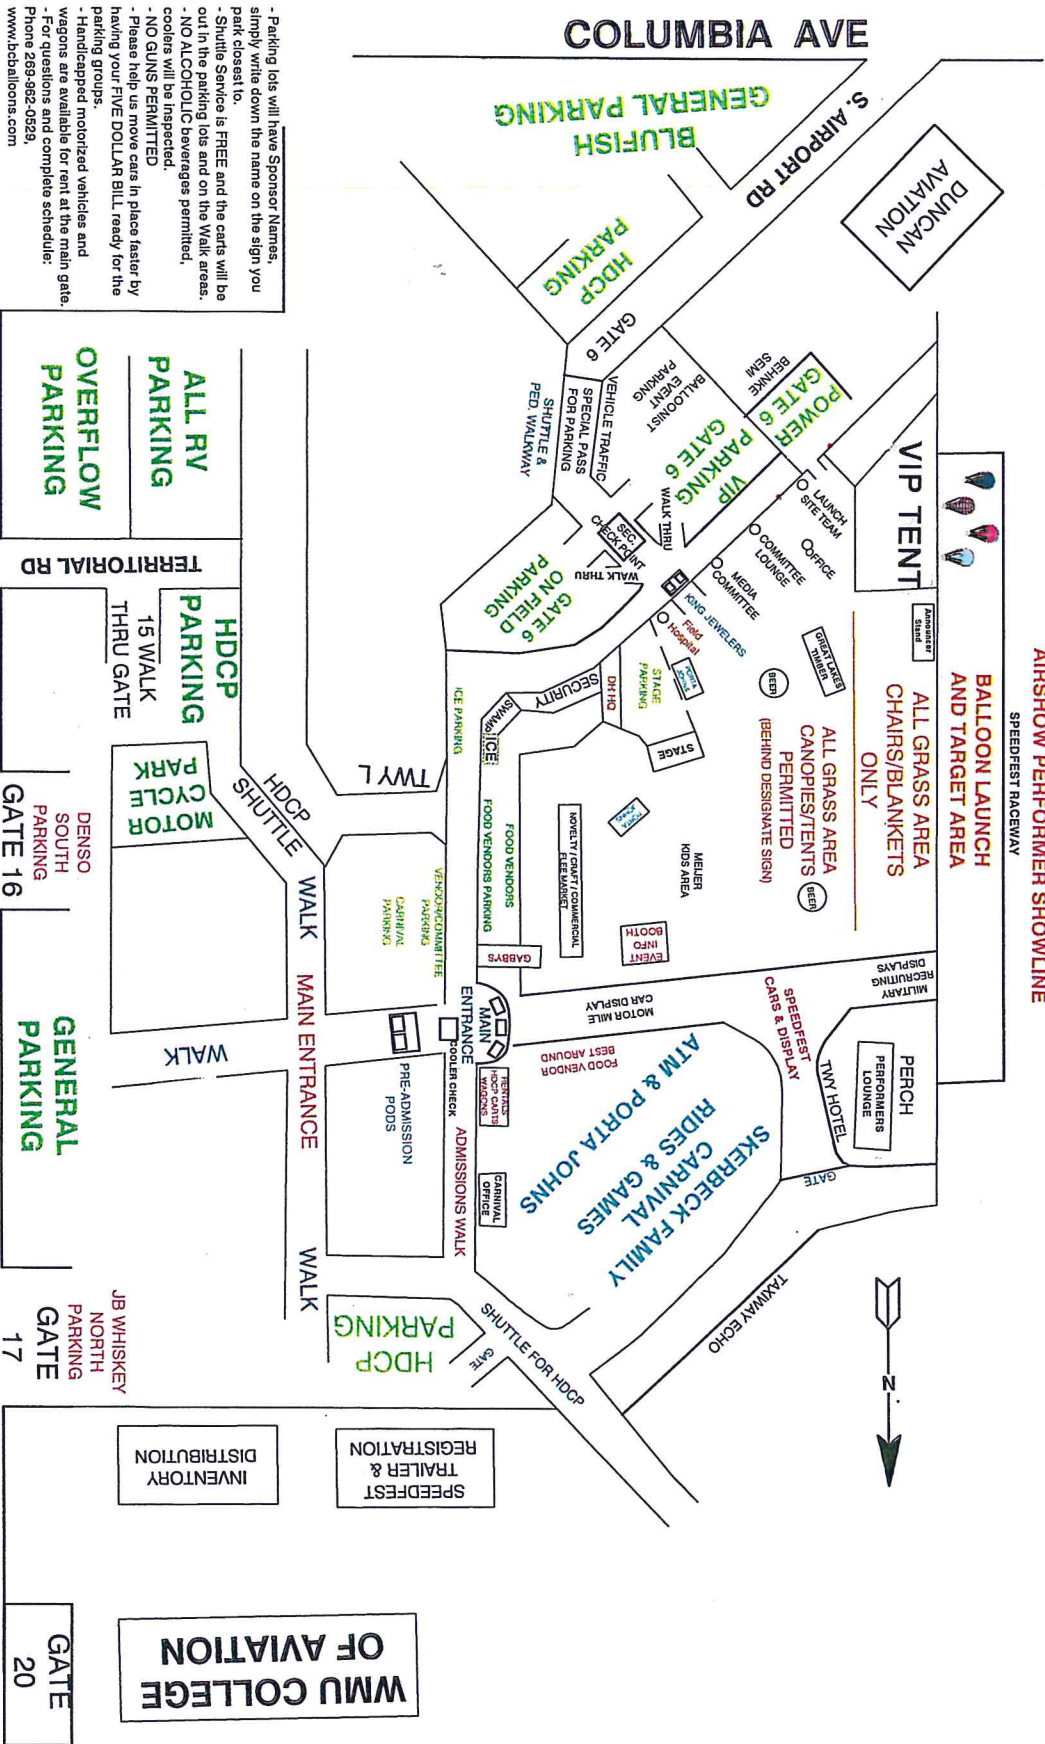 COLUMBIA AVE
- Parking lots will have Sponsor Names,
simply write down the name on the sign you
park closest to.
- Shuttle Service is FREE and the carts will be
out in the parking lots and on the Walk areas.
- NO ALCOHOLIC beverages permitted,
coolers will be inspected.
- NO GUNS PERMITTED
- Please help us move cars in place faster by
having your FIVE DOLLAR BILL ready for the
parking groups.
- Handicapped motorized vehicles and
wagons are available for rent at the main gate.
- For questions and complete schedule:
Phone 269-962-0529,
www.bcballoons.com
BLUFISH
GENERAL PARKING
S. AIRPORT RD
DUNCAN
AVIATION
HDCP
PARKING
GATE 6
BALLOONIST
EVENT
PARKING
BEHNKE
SEMI
POWER
GATE 6
VIP
PARKING
GATE 6
VEHICLE TRAFFIC
SPECIAL PASS
FOR PARKING
SHUTTLE &
PED. WALKWAY
WALK THRU
SEC.
CHECK POINT
WALK THRU
GATE 6
ON FIELD
PARKING
VIP TENT
LAUNCH
SITE TEAM
OFFICE
COMMITTEE
LOUNGE
MEDIA
COMMITTEE
KING JEWELERS
Field
Hospital
AIRSHOW PERFORMER SHOWLINE
SPEEDFEST RACEWAY
BALLOON LAUNCH
AND TARGET AREA
Announcer
Stand
ALL GRASS AREA
CHAIRS/BLANKETS
ONLY
GREAT LAKES
TIMBER
BEER
ALL GRASS AREA
CANOPIES/TENTS
PERMITTED
(BEHIND DESIGNATE SIGN)
BEER
PORTA
JOHNS
STAGE
PARKING
STAGE
DH HQ
SECURITY
SWAMP
ICE
ICE PARKING
TWY L
PORTA
JOHNS
MEIJER
KIDS AREA
NOVELTY / CRAFT / COMMERCIAL
FLEE MARKET
FOOD VENDORS
FOOD VENDORS PARKING
EVENT
INFO
BOOTH
GABBYS
VENDOR/COMMITTEE
PARKING
CARNIVAL
PARKING
ALL RV
PARKING
OVERFLOW
PARKING
TERRITORIAL RD
HDCP
PARKING
15 WALK
THRU GATE
MOTOR
CYCLE
PARK
HDCP
SHUTTLE
DENSO
SOUTH
PARKING
GATE 16
WALK
MAIN ENTRANCE
WALK
WALK
GENERAL
PARKING
MAIN
ENTRANCE
COOLER CHECK
PRE-ADMISSION
PODS
RENTALS
HDCP CARTS
WAGONS
ADMISSIONS WALK
CARNIVAL
OFFICE
MOTOR MILE
CAR DISPLAY
FOOD VENDOR
BEST AROUND
MILITARY
RECRUITING
DISPLAYS
SPEEDFEST
CARS & DISPLAY
TWY HOTEL
PERCH
PERFORMERS
LOUNGE
GATE
SKERBECK FAMILY
CARNIVAL
RIDES & GAMES
ATM & PORTA JOHNS
TAXIWAY ECHO
N
SHUTTLE FOR HDCP
GATE
HDCP
PARKING
JB WHISKEY
NORTH
PARKING
GATE
17
INVENTORY
DISTRIBUTION
SPEEDFEST
TRAILER &
REGISTRATION
WMU COLLEGE
OF AVIATION
GATE
20